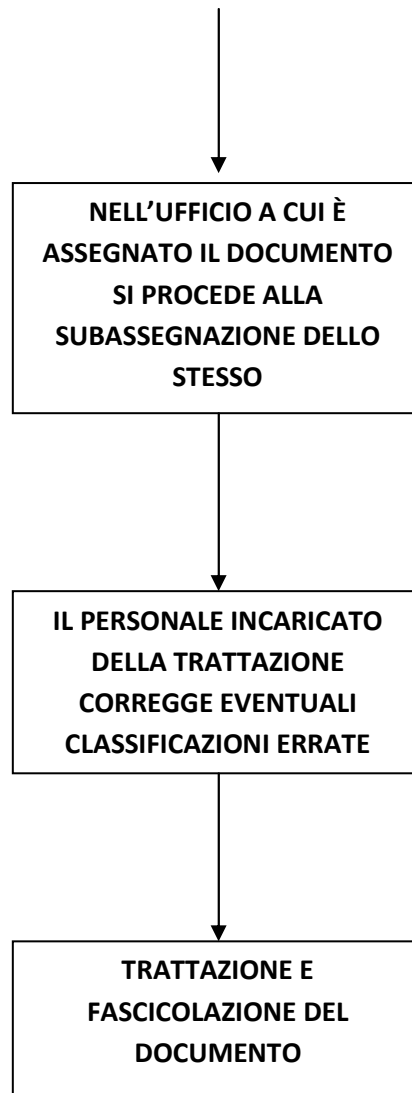 NELL’UFFICIO A CUI È
ASSEGNATO IL DOCUMENTO
SI PROCEDE ALLA
SUBASSEGNAZIONE DELLO
STESSO
IL PERSONALE INCARICATO
DELLA TRATTAZIONE
CORREGGE EVENTUALI
CLASSIFICAZIONI ERRATE
TRATTAZIONE E
FASCICOLAZIONE DEL
DOCUMENTO